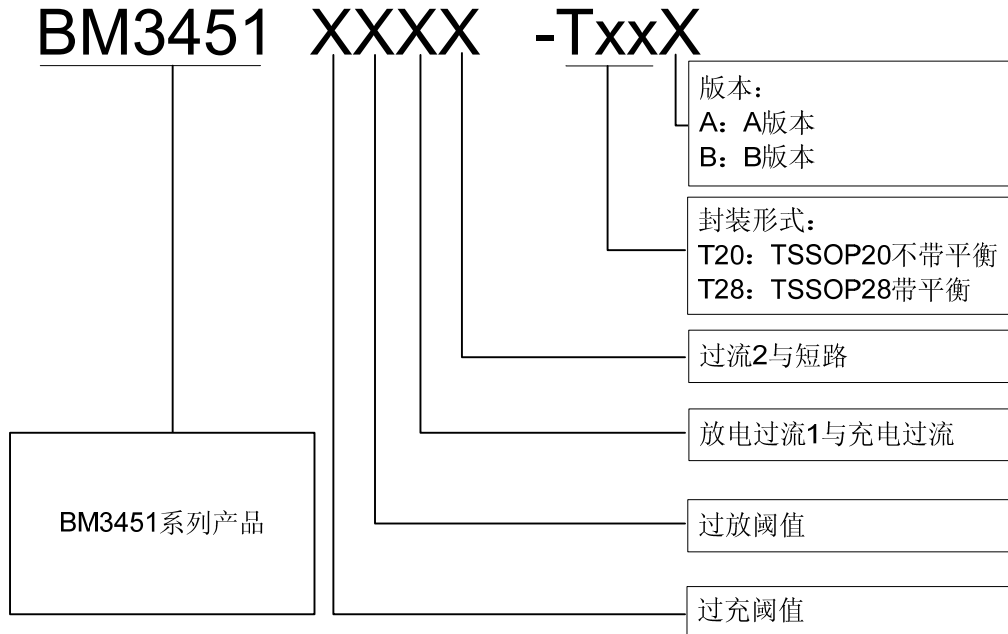 BM3451 XXXX -TxxX
版本：
A：A版本
B：B版本
封装形式：
T20：TSSOP20不带平衡
T28：TSSOP28带平衡
过流2与短路
放电过流1与充电过流
BM3451系列产品
过放阈值
过充阈值